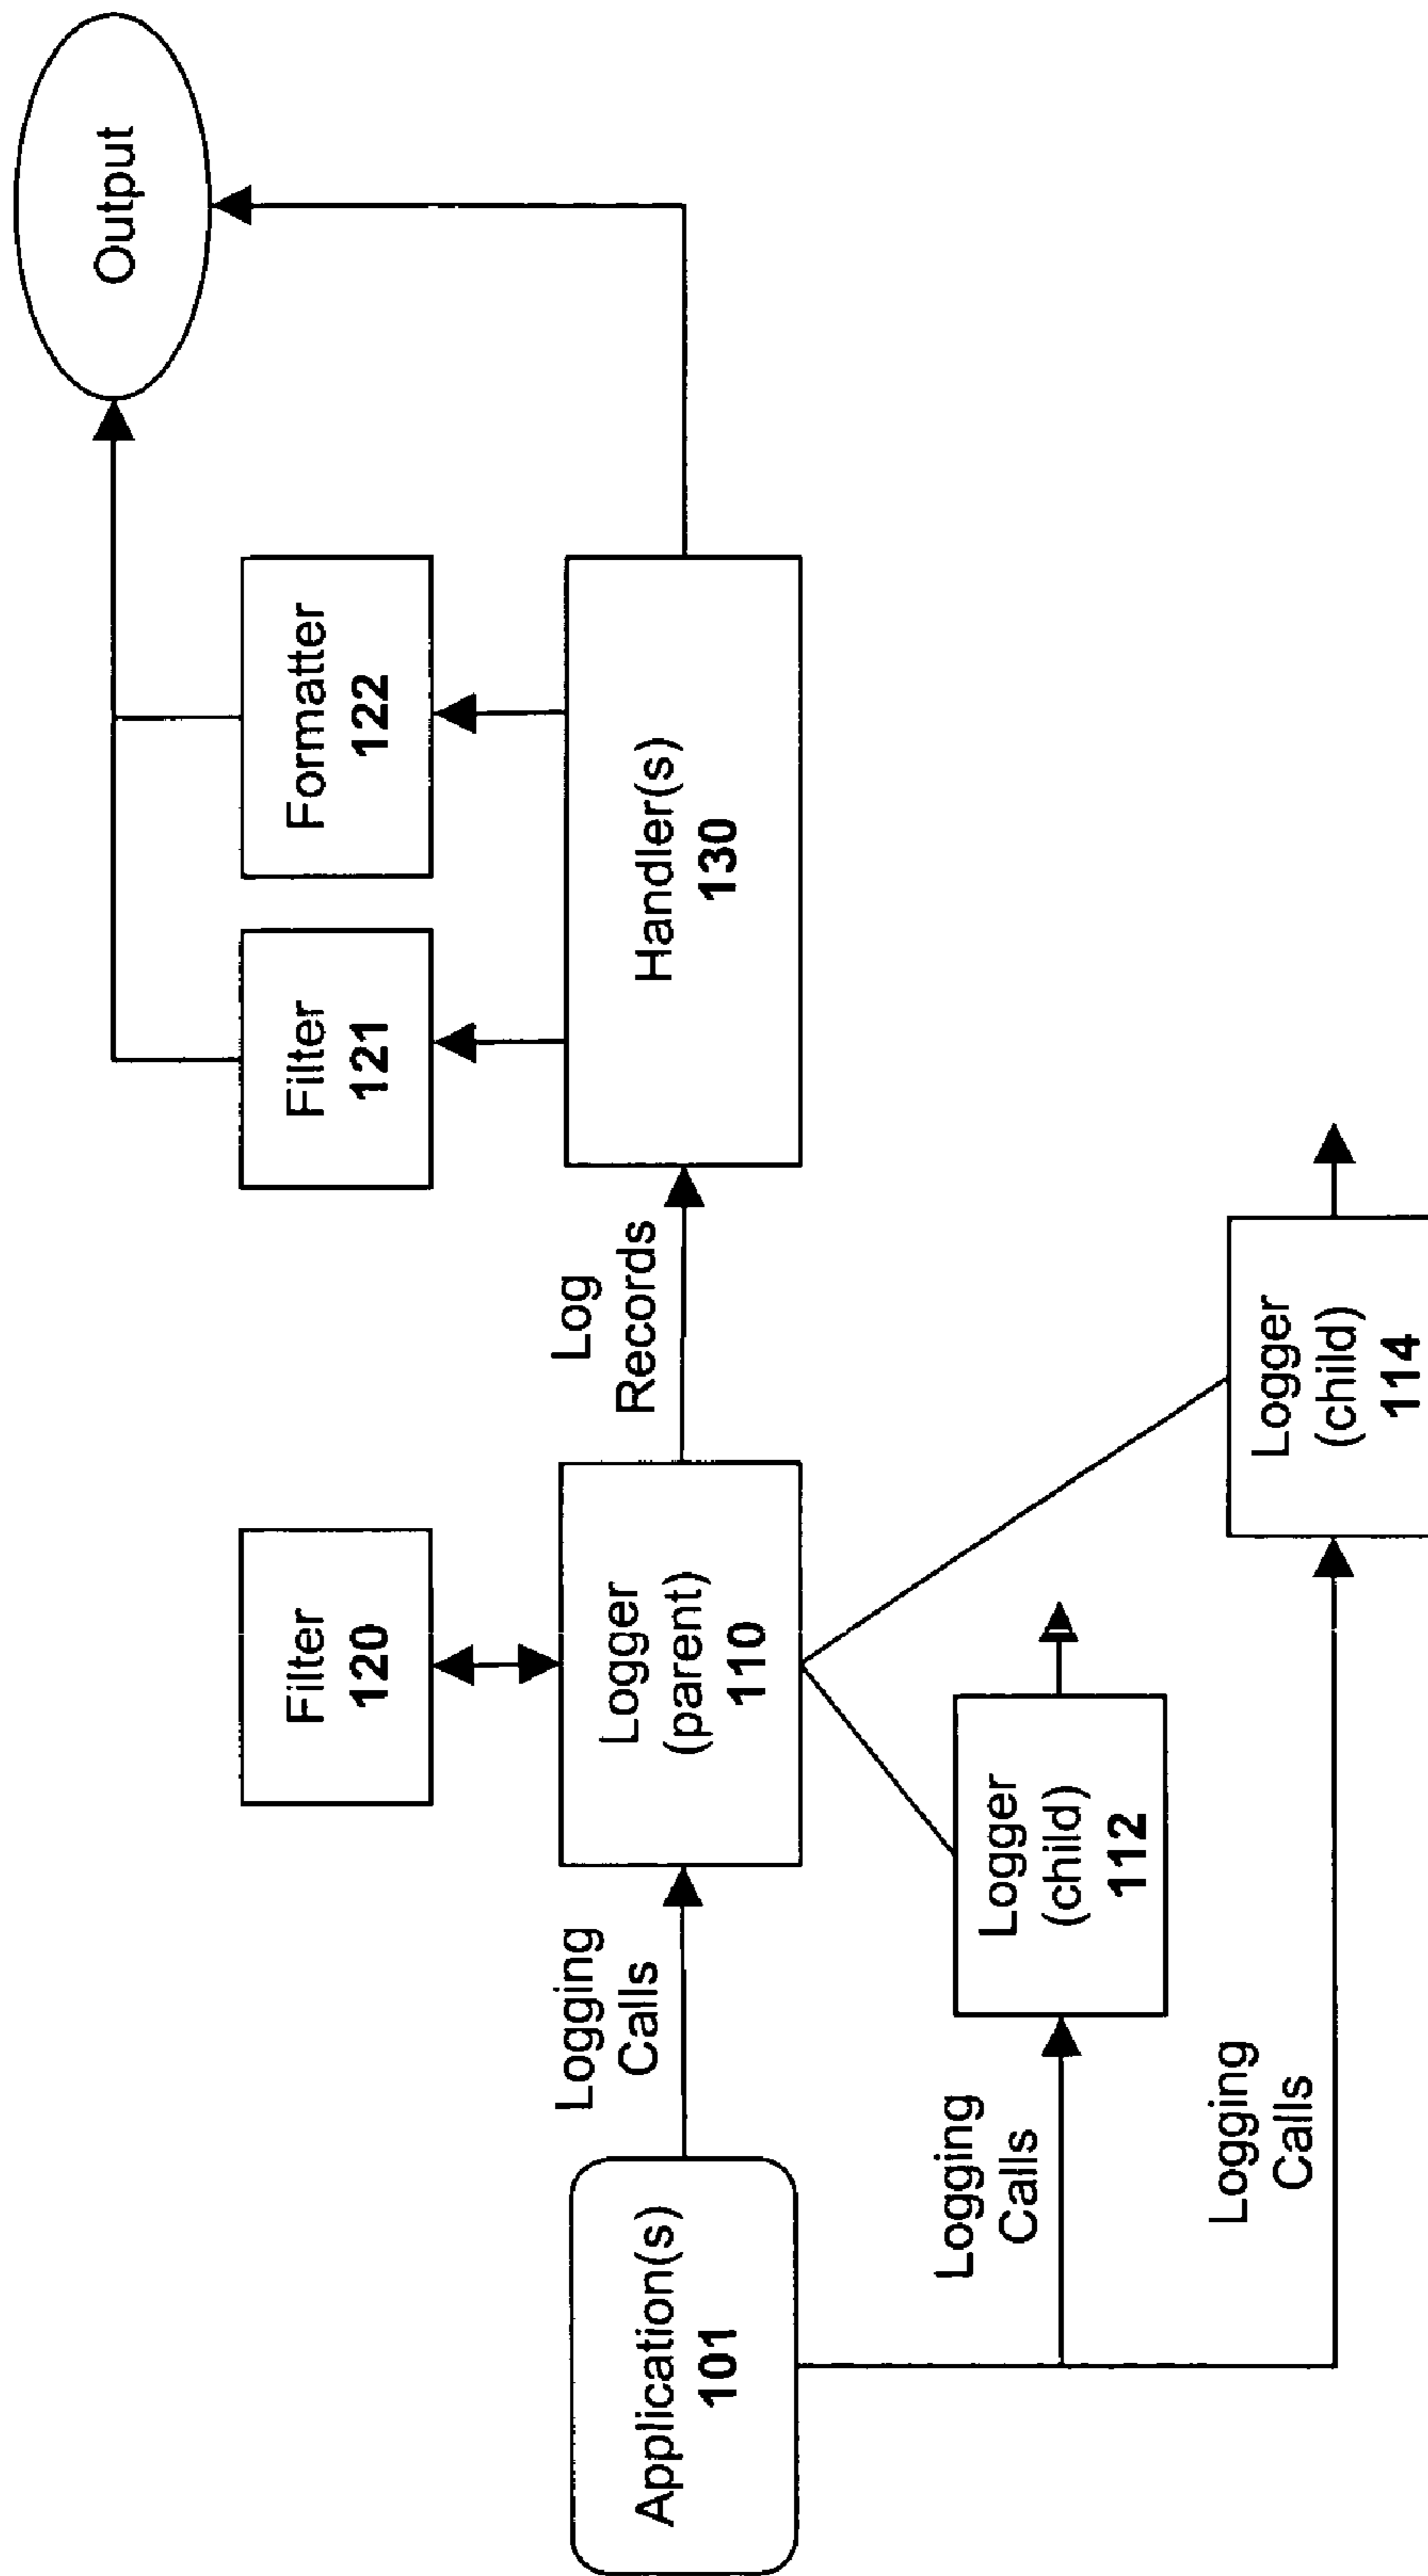 Output
Filter
120
Filter
121
Formatter
122
Application(s)
101
Logging
Calls
Logger
(parent)
110
Log
Records
Handler(s)
130
Logging
Calls
Logger
(child)
112
Logging
Calls
Logger
(child)
114